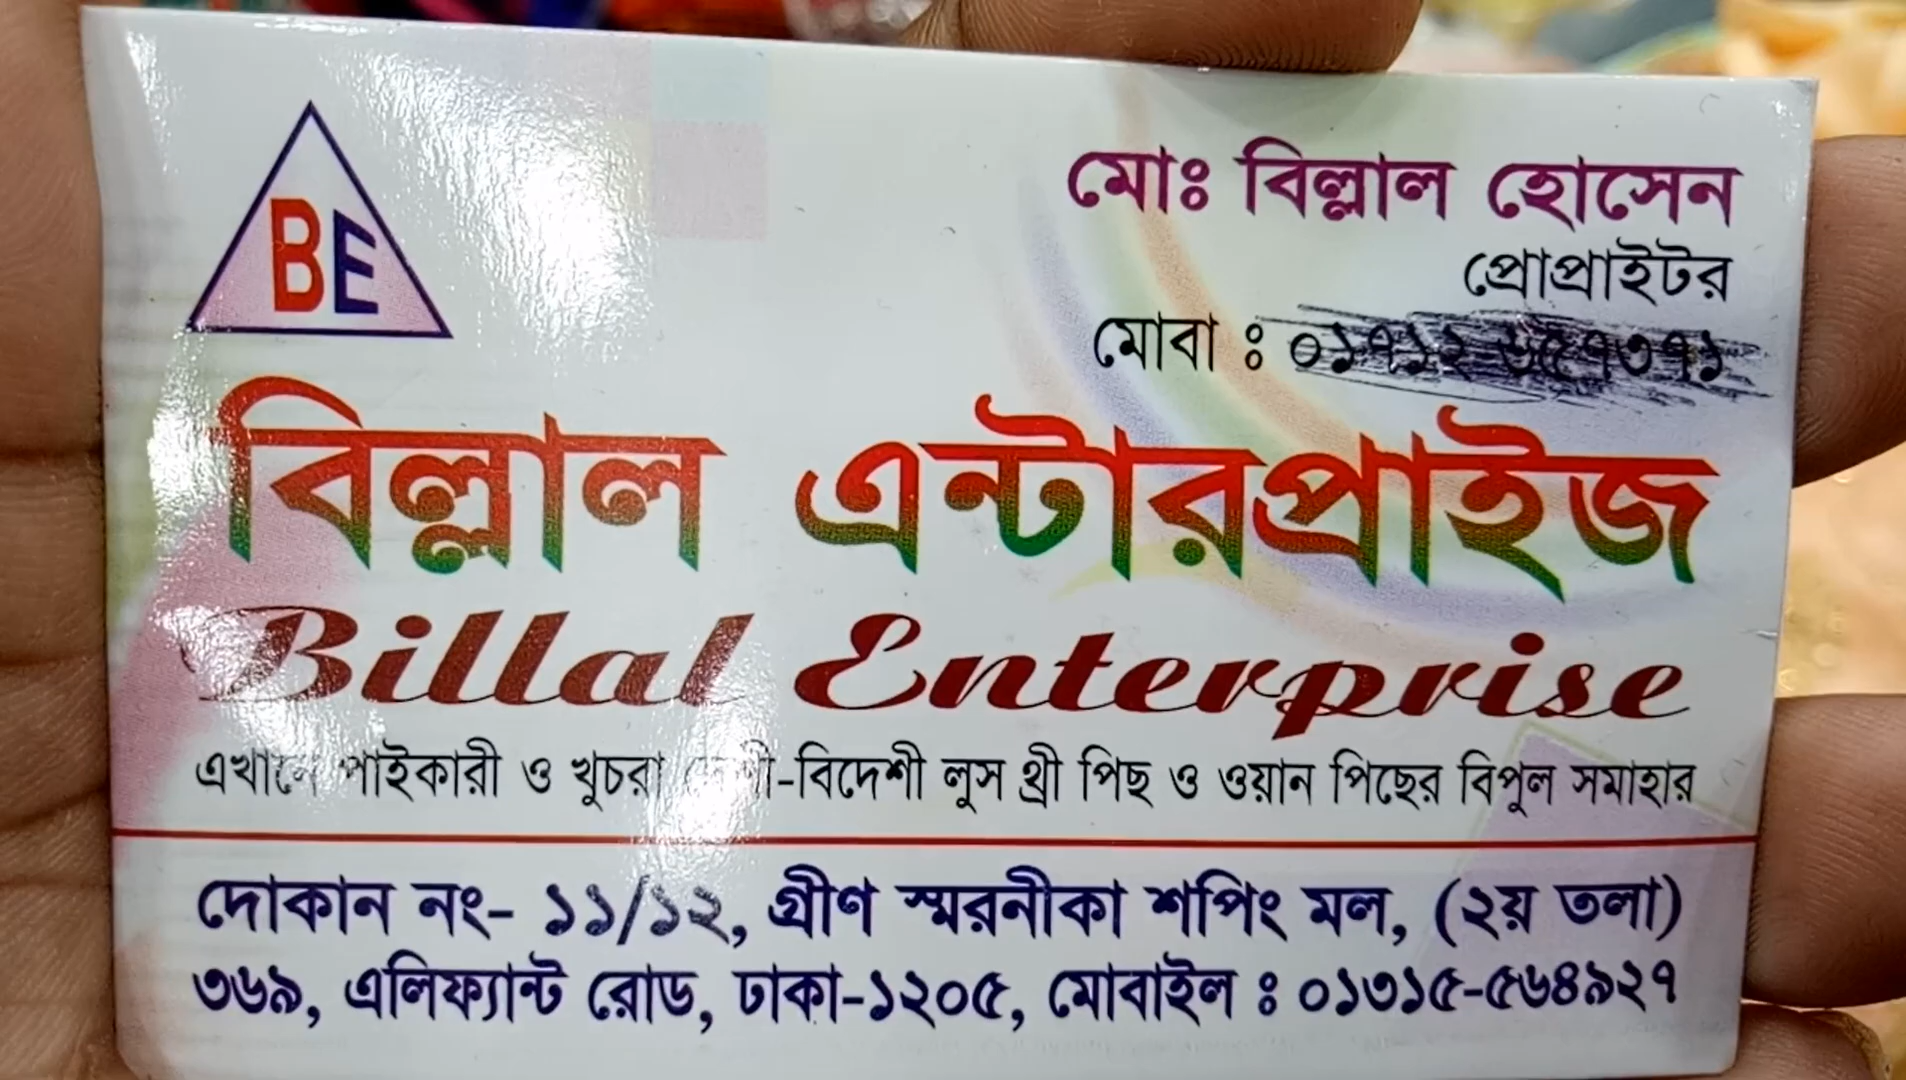 BE
মোঃ বিল্লাল হোসেন
প্রোপ্রাইটর
মোবা ঃ
বিল্লাল এন্টারপ্রাইজ
Billal Enterprise
এখানে পাইকারী ও খুচরা দেশী-বিদেশী লুস থ্রী পিছ ও ওয়ান পিছের বিপুল সমাহার
দোকান নং- ১১/১২, গ্রীণ স্মরনীকা শপিং মল, (২য় তলা)
৩৬৯, এলিফ্যান্ট রোড, ঢাকা-১২০৫, মোবাইল ঃ ০১৩১৫-৫৬৪৯২৭